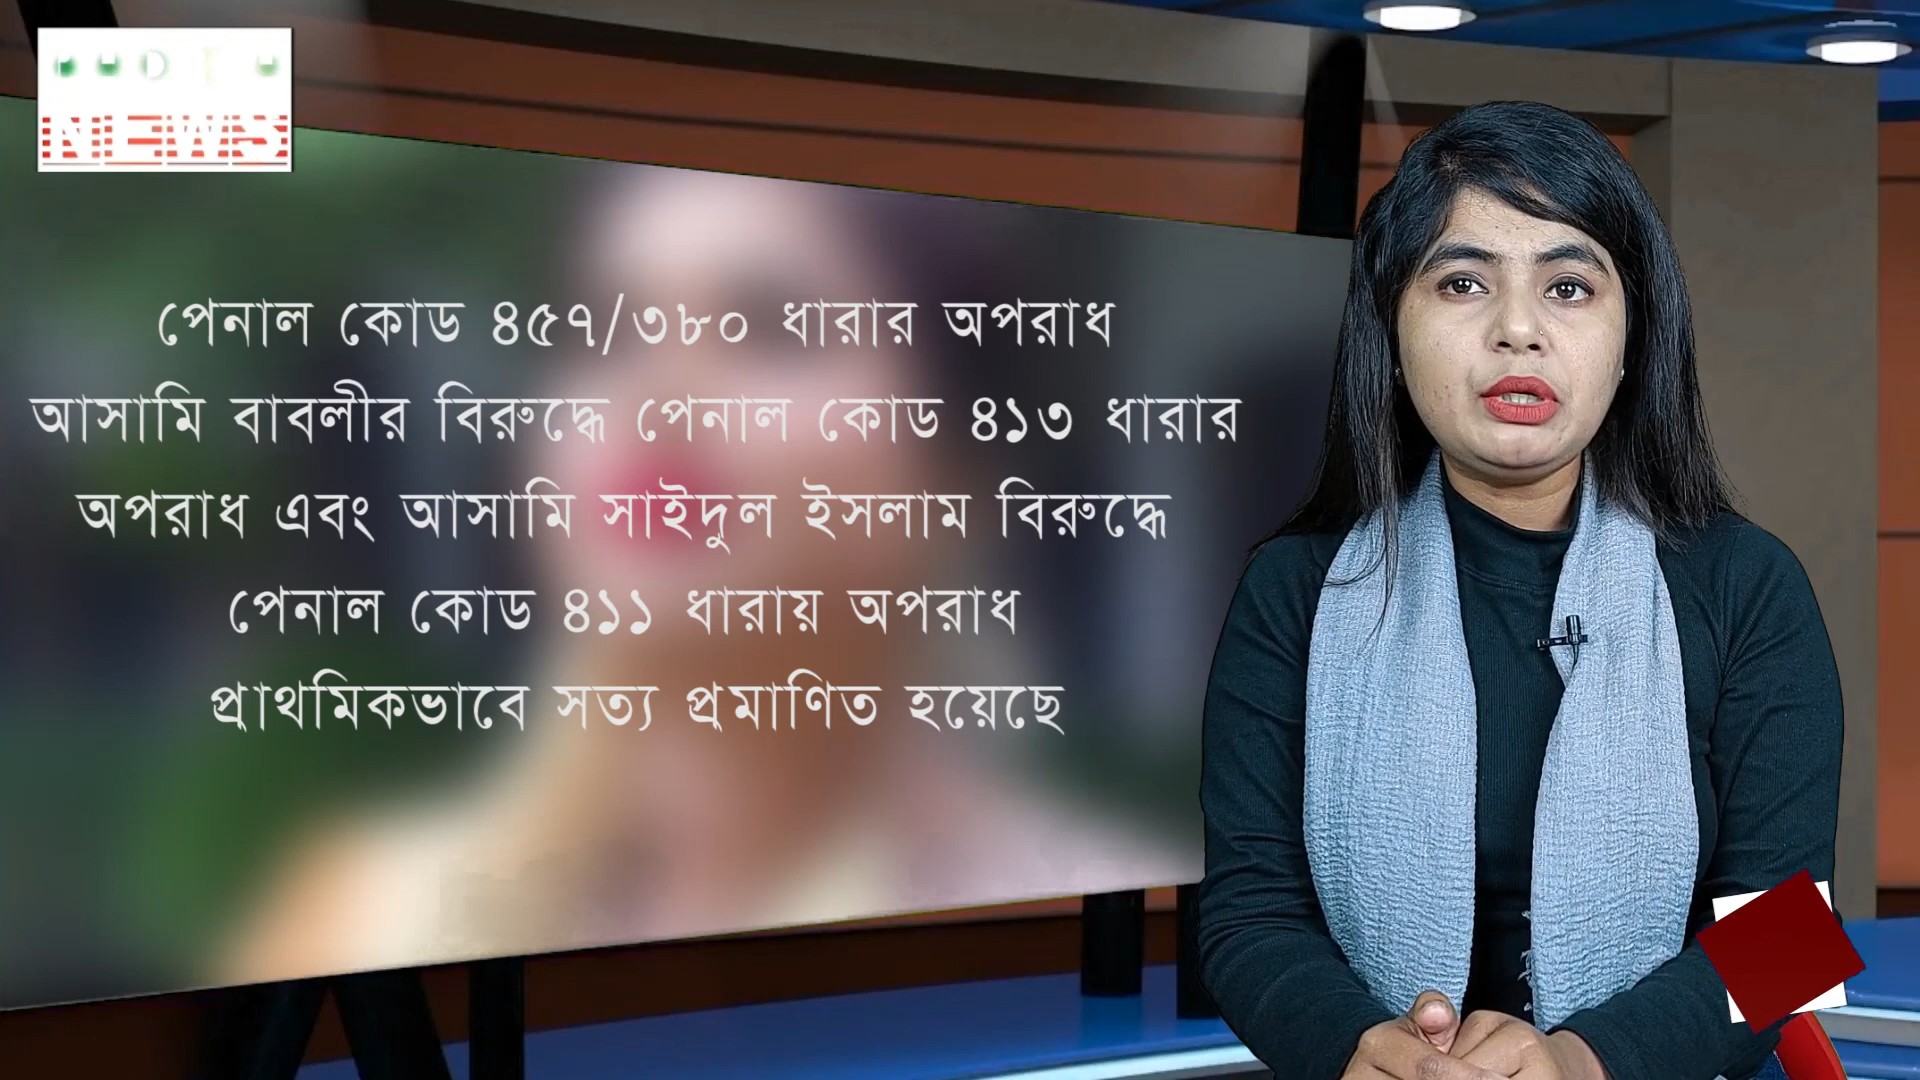 NEWS
পেনাল কোড ৪৫৭/৩৮০ ধারার অপরাধ
আসামি বাবলীর বিরুদ্ধে পেনাল কোড ৪১৩ ধারার
অপরাধ এবং আসামি সাইদুল ইসলাম বিরুদ্ধে
পেনাল কোড ৪১১ ধারায় অপরাধ
প্রাথমিকভাবে সত্য প্রমাণিত হয়েছে